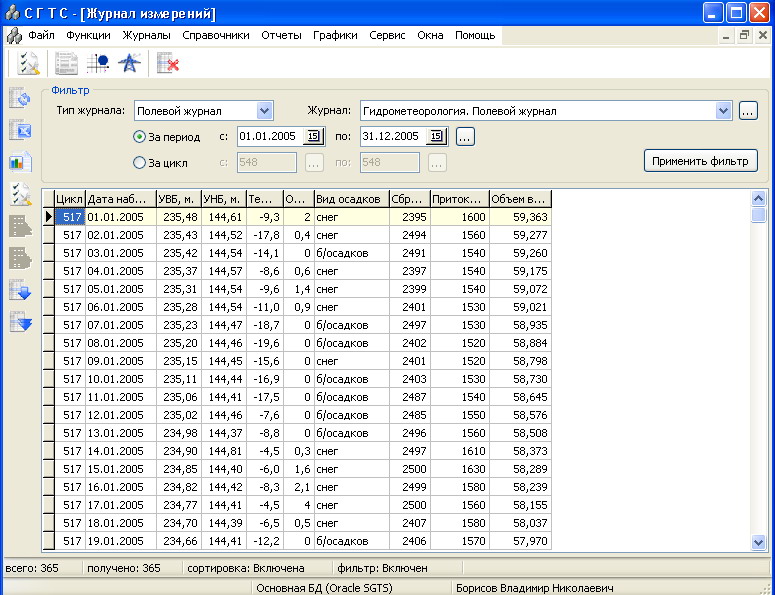 С Г Т С - [Журнал измерений]
Файл Функции Журналы Справочники Отчеты Графики Сервис Окна Помощь
Фильтр
Тип журнала: Полевой журнал Журнал: Гидрометеорология. Полевой журнал ...
За период с: 01.01.2005 15 по: 31.12.2005 15 ...
За цикл с: 548 ... по: 548 ...
Применить фильтр
Цикл Дата наб... УВБ, м. УНБ, м. Те... О... Вид осадков Сбр... Приток... Объем в...
517 01.01.2005 235,48 144,61 -9,3 2 снег 2395 1600 59,363
517 02.01.2005 235,43 144,52 -17,8 0,4 снег 2494 1560 59,277
517 03.01.2005 235,42 144,54 -14,1 0 б/осадков 2491 1540 59,260
517 04.01.2005 235,37 144,57 -8,6 0,6 снег 2397 1540 59,175
517 05.01.2005 235,31 144,54 -9,6 1,4 снег 2399 1540 59,072
517 06.01.2005 235,28 144,54 -11,0 0,9 снег 2401 1530 59,021
517 07.01.2005 235,23 144,47 -18,7 0 б/осадков 2497 1530 58,935
517 08.01.2005 235,20 144,46 -19,6 0 б/осадков 2402 1520 58,884
517 09.01.2005 235,15 144,45 -15,6 0 снег 2401 1520 58,798
517 10.01.2005 235,11 144,44 -16,9 0 б/осадков 2403 1530 58,730
517 11.01.2005 235,06 144,41 -17,5 0 б/осадков 2487 1540 58,645
517 12.01.2005 235,02 144,46 -7,6 0 б/осадков 2485 1550 58,576
517 13.01.2005 234,98 144,37 -8,8 0 б/осадков 2496 1560 58,508
517 14.01.2005 234,90 144,81 -4,5 0,3 снег 2497 1610 58,373
517 15.01.2005 234,85 144,40 -6,0 1,6 снег 2500 1630 58,289
517 16.01.2005 234,82 144,42 -8,3 2,1 снег 2499 1580 58,239
517 17.01.2005 234,77 144,41 -4,5 4 снег 2500 1560 58,155
517 18.01.2005 234,70 144,39 -6,5 0,5 снег 2407 1580 58,037
517 19.01.2005 234,66 144,41 -12,2 0 б/осадков 2406 1570 57,970
всего: 365 получено: 365 сортировка: Включена фильтр: Включен
Основная БД (Oracle SGTS) Борисов Владимир Николаевич